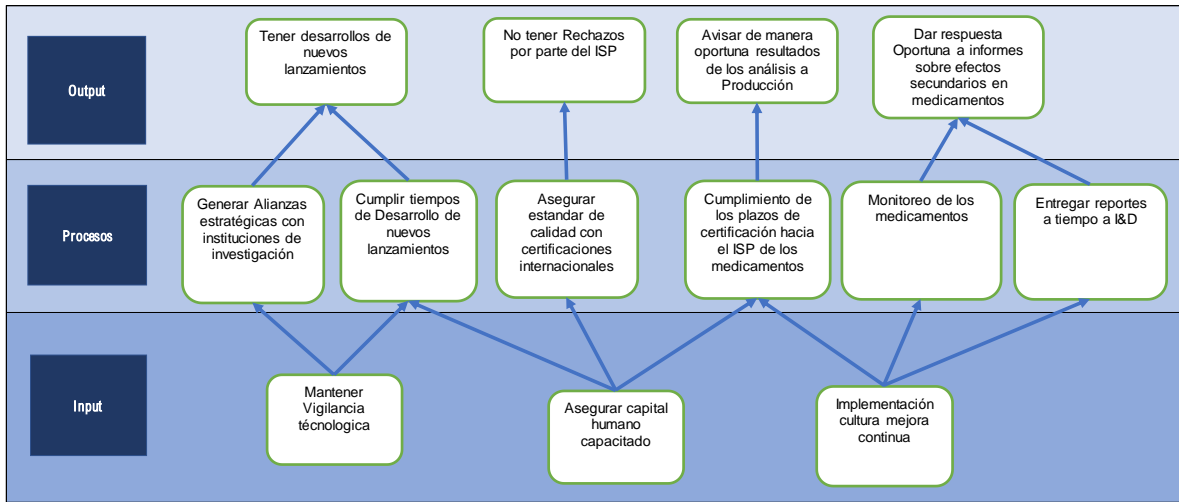 Output
Tener desarrollos de
nuevos
lanzamientos
No tener Rechazos
por parte del ISP
Avisar de manera
oportuna resultados
de los análisis a
Producción
Dar respuesta
Oportuna a informes
sobre efectos
secundarios en
medicamentos
Procesos
Generar Alianzas
estratégicas con
instituciones de
investigación
Cumplir tiempos
de Desarrollo de
nuevos
lanzamientos
Asegurar
estandar de
calidad con
certificaciones
internacionales
Cumplimiento de
los plazos de
certificación hacia
el ISP de los
medicamentos
Monitoreo de los
medicamentos
Entregar reportes
a tiempo a I&D
Input
Mantener
Vigilancia
técnologica
Asegurar capital
humano
capacitado
Implementación
cultura mejora
continua